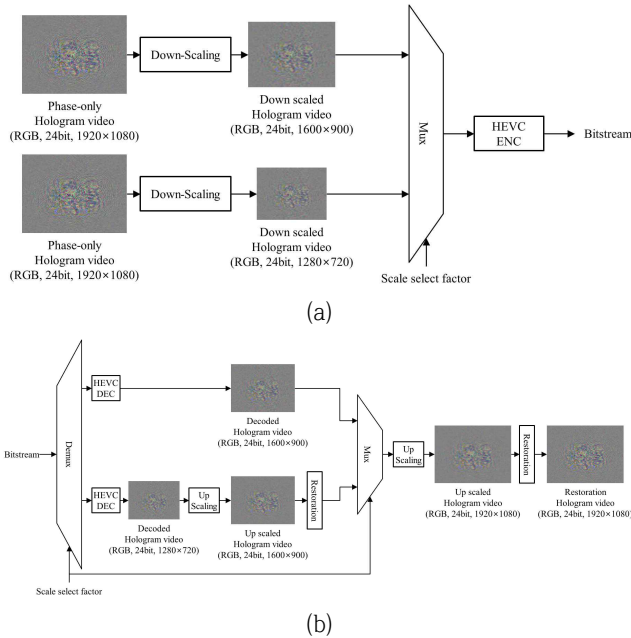 Down-Scaling
Phase-only
Hologram video
(RGB, 24bit, 1920×1080)
Down scaled
Hologram video
(RGB, 24bit, 1600×900)
Mux
HEVC
ENC
Bitstream
Down-Scaling
Phase-only
Hologram video
(RGB, 24bit, 1920×1080)
Down scaled
Hologram video
(RGB, 24bit, 1280×720)
Scale select factor
(a)
Bitstream
Demux
HEVC
DEC
Decoded
Hologram video
(RGB, 24bit, 1600×900)
HEVC
DEC
Decoded
Hologram video
(RGB, 24bit, 1280×720)
Up
Scaling
Up scaled
Hologram video
(RGB, 24bit, 1600×900)
Restoration
Mux
Up
Scaling
Up scaled
Hologram video
(RGB, 24bit, 1920×1080)
Restoration
Restoration
Hologram video
(RGB, 24bit, 1920×1080)
Scale select factor
(b)